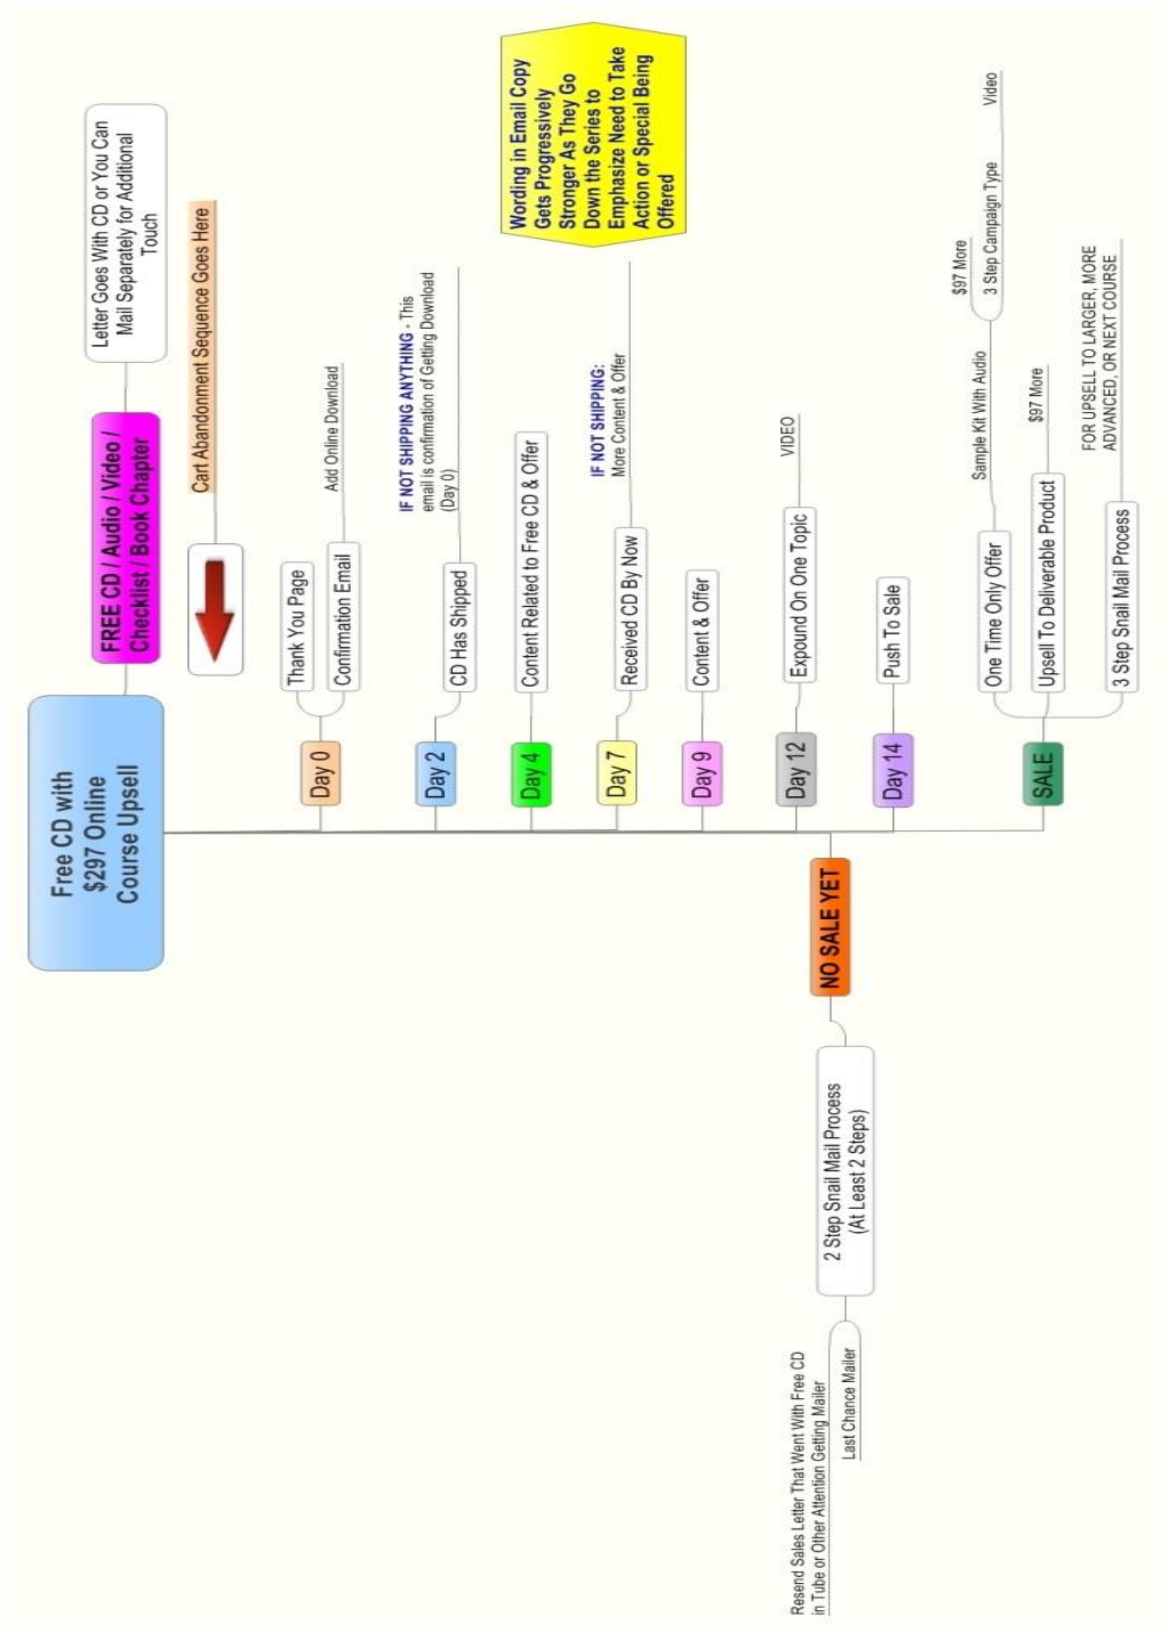 Free CD with
$297 Online
Course Upsell
FREE CD / Audio / Video /
Checklist / Book Chapter
Letter Goes With CD or You Can
Mail Separately for Additional
Touch
Cart Abandonment Sequence Goes Here
Day 0
Thank You Page
Confirmation Email
Add Online Download
Day 2
CD Has Shipped
IF NOT SHIPPING ANYTHING - This
email is confirmation of Getting Download
(Day 0)
Day 4
Content Related to Free CD & Offer
Wording in Email Copy
Gets Progressively
Stronger As They Go
Down the Series to
Emphasize Need to Take
Action or Special Being
Offered
Day 7
Received CD By Now
IF NOT SHIPPING:
More Content & Offer
Day 9
Content & Offer
Day 12
Expound On One Topic
VIDEO
Day 14
Push To Sale
NO SALE YET
2 Step Snail Mail Process
(At Least 2 Steps)
Resend Sales Letter That Went With Free CD
in Tube or Other Attention Getting Mailer
Last Chance Mailer
SALE
One Time Only Offer
Sample Kit With Audio
$97 More
3 Step Campaign Type
Video
Upsell To Deliverable Product
$97 More
3 Step Snail Mail Process
FOR UPSELL TO LARGER, MORE
ADVANCED, OR NEXT COURSE